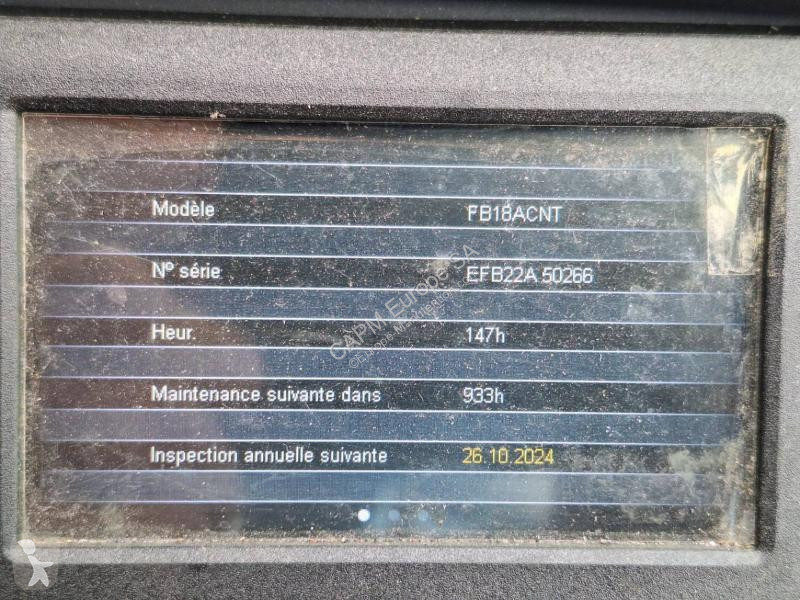 Modèle FB18ACNT
Nº série EFB22A 50266
Heur. 147h
CAPM Europe SA
Maintenance suivante dans 933h
Inspection annuelle suivante 26.10.2024